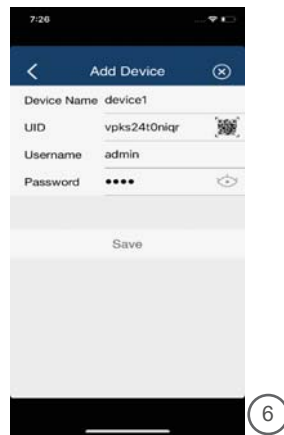 7:26
Add Device
Device Name device1
UID vpks24t0niqr
Username admin
Password ••••
Save
6